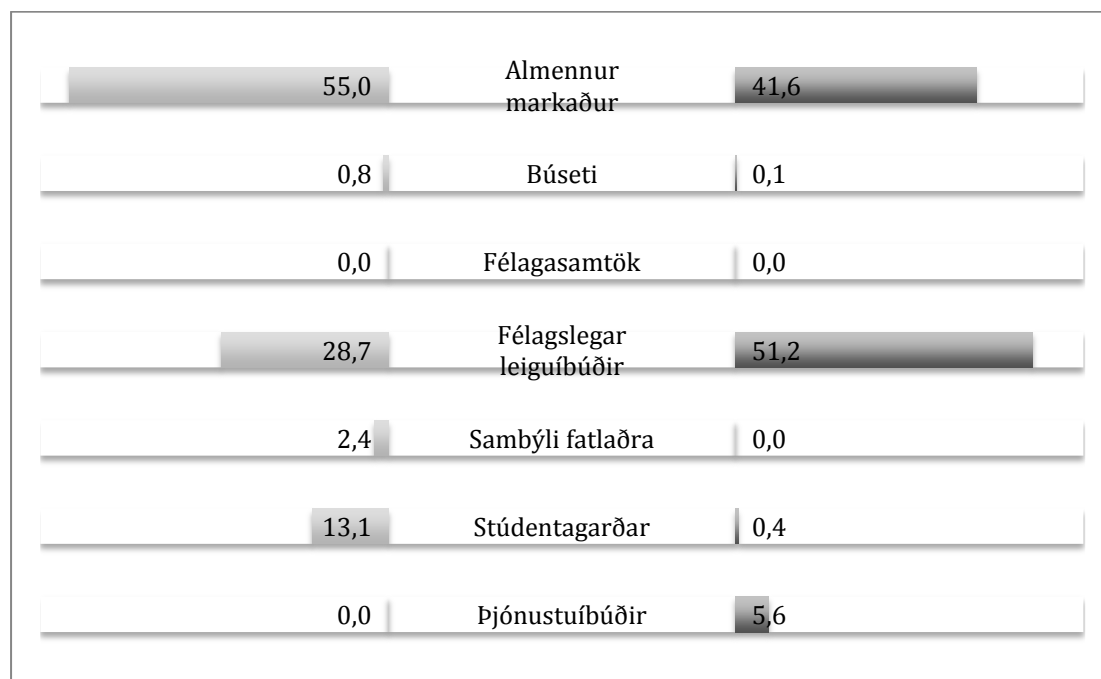 55,0 Almennur markaður 41,6
0,8 Búseti 0,1
0,0 Félagasamtök 0,0
28,7 Félagslegar leiguíbúðir 51,2
2,4 Sambýli fatlaðra 0,0
13,1 Stúdentagarðar 0,4
0,0 Þjónustuíbúðir 5,6